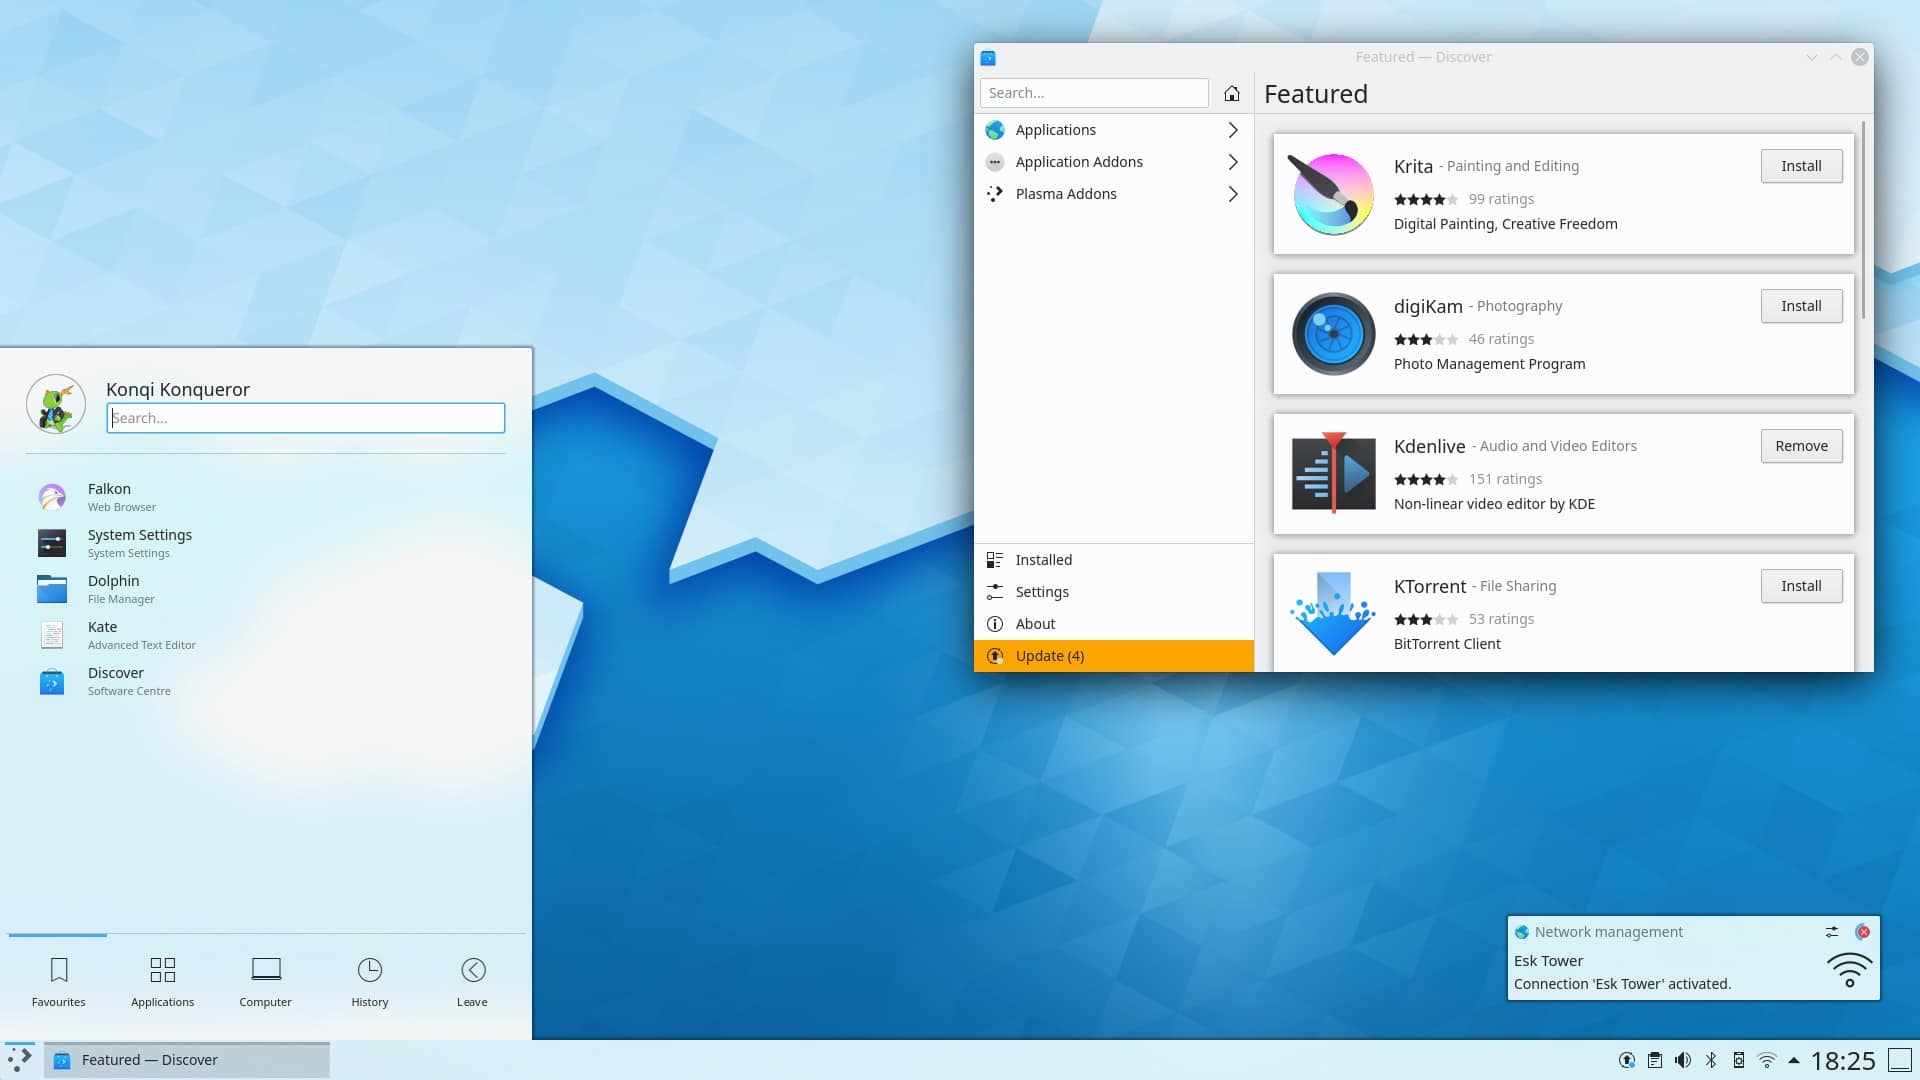 Featured — Discover
Search...
Featured
Applications
Application Addons
Plasma Addons
Installed
Settings
About
Update (4)
Krita - Painting and Editing
Install
99 ratings
Digital Painting, Creative Freedom
digiKam - Photography
Install
46 ratings
Photo Management Program
Kdenlive - Audio and Video Editors
Remove
151 ratings
Non-linear video editor by KDE
KTorrent - File Sharing
Install
53 ratings
BitTorrent Client
Konqi Konqueror
Search...
Falkon
Web Browser
System Settings
System Settings
Dolphin
File Manager
Kate
Advanced Text Editor
Discover
Software Centre
Favourites
Applications
Computer
History
Leave
Network management
Esk Tower
Connection 'Esk Tower' activated.
Featured — Discover
18:25